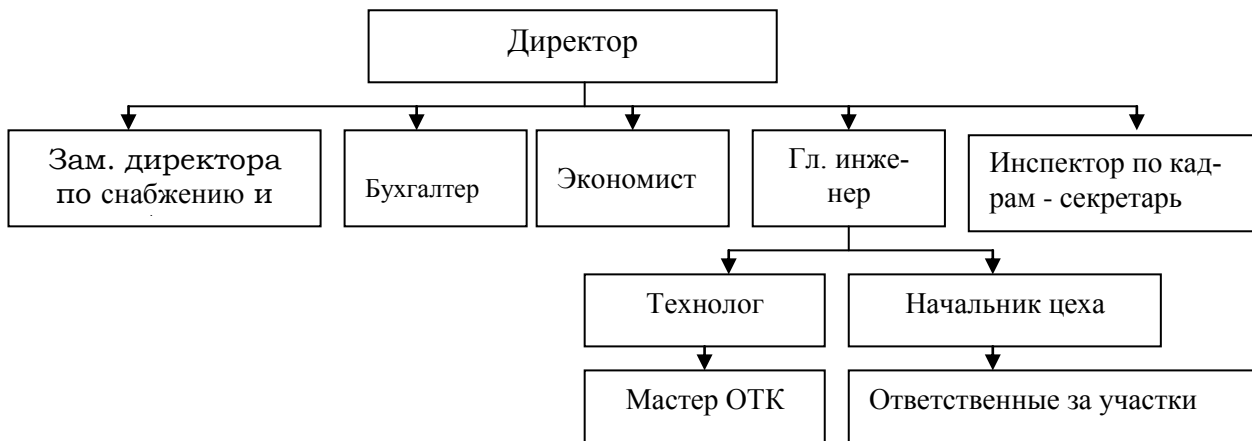 Директор
Зам. директора
по снабжению и
Бухгалтер
Экономист
Гл. инже-
нер
Инспектор по кад-
рам - секретарь
Технолог
Начальник цеха
Мастер ОТК
Ответственные за участки